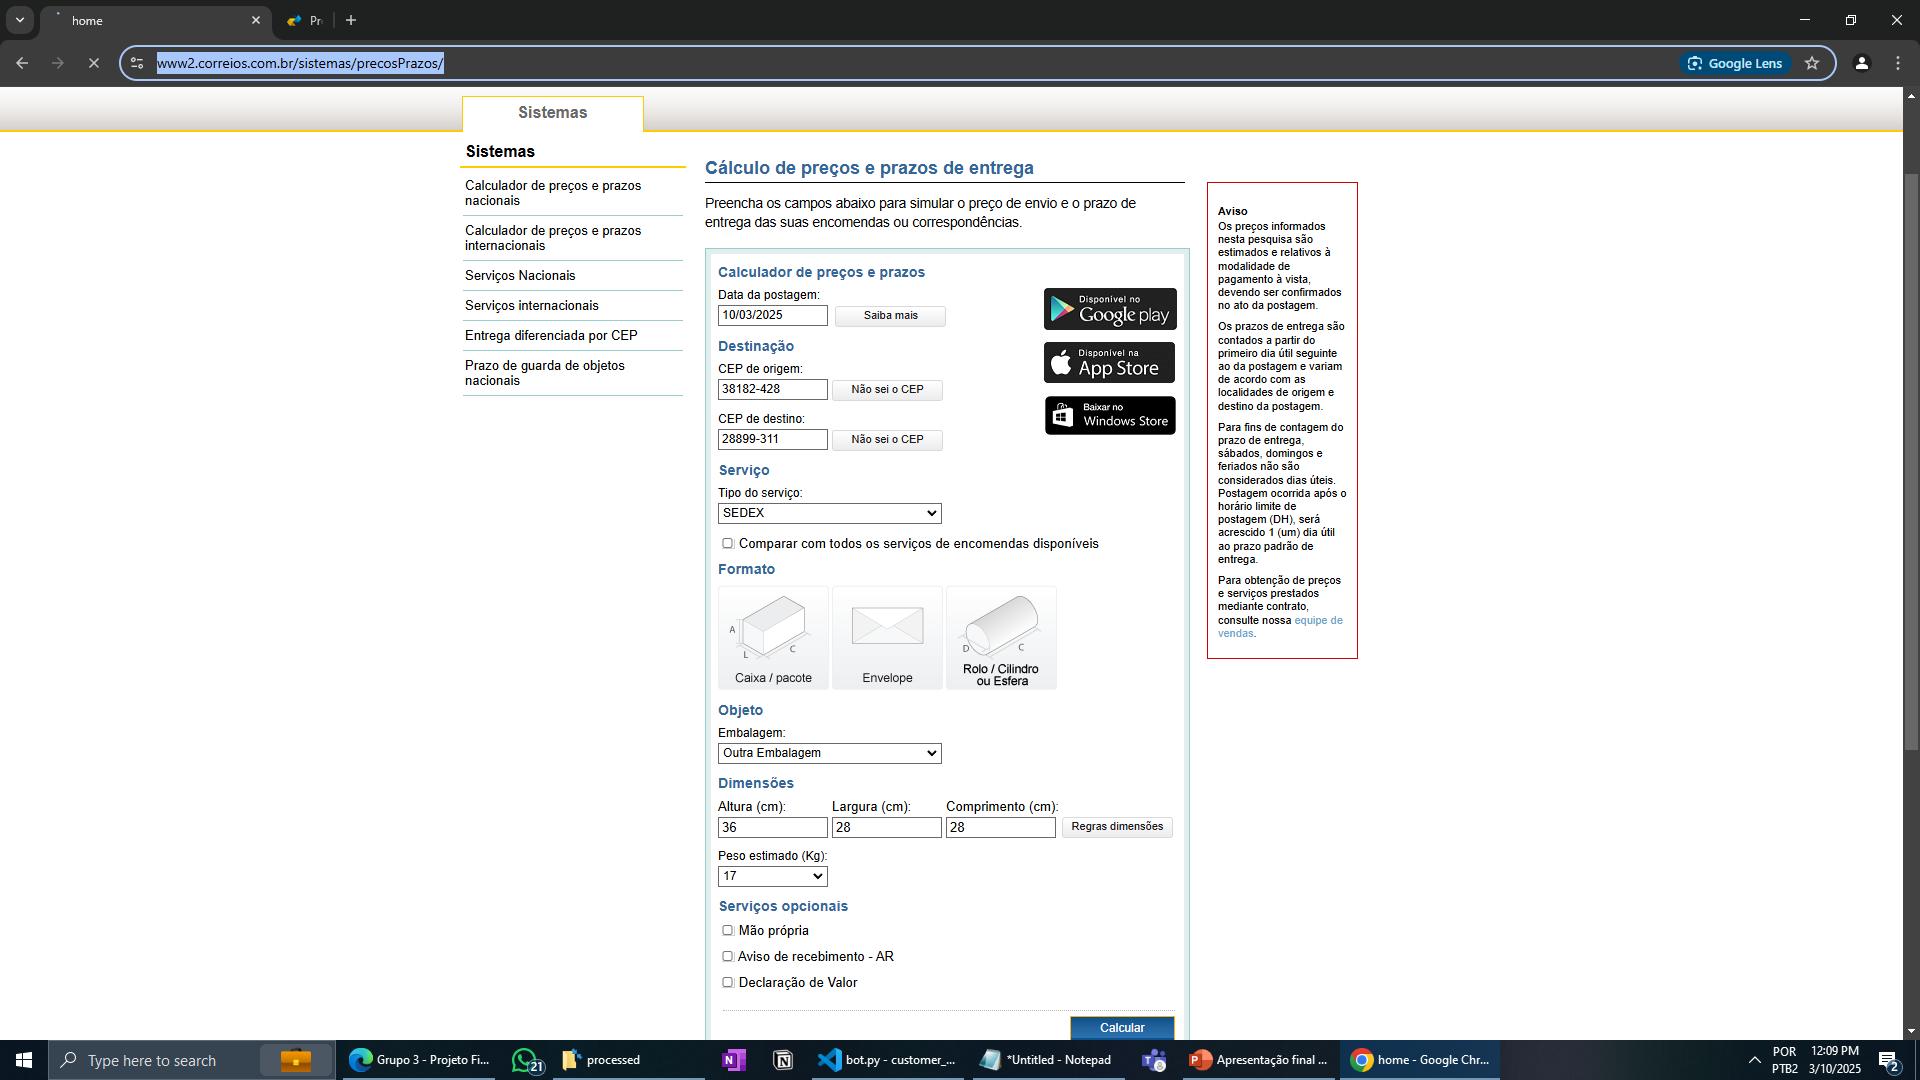 home
Pr
www2.correios.com.br/sistemas/precosPrazos/
Google Lens
Sistemas
Sistemas
Calculador de preços e prazos
nacionais
Calculador de preços e prazos
internacionais
Serviços Nacionais
Serviços internacionais
Entrega diferenciada por CEP
Prazo de guarda de objetos
nacionais
Cálculo de preços e prazos de entrega
Preencha os campos abaixo para simular o preço de envio e o prazo de
entrega das suas encomendas ou correspondências.
Calculador de preços e prazos
Data da postagem:
10/03/2025
Saiba mais
Destinação
CEP de origem:
38182-428
Não sei o CEP
CEP de destino:
28899-311
Não sei o CEP
Disponível no
Google play
Disponível na
App Store
Baixar no
Windows Store
Serviço
Tipo do serviço:
SEDEX
Comparar com todos os serviços de encomendas disponíveis
Formato
A
L
C
Caixa / pacote
Envelope
D
C
Rolo / Cilindro
ou Esfera
Objeto
Embalagem:
Outra Embalagem
Dimensões
Altura (cm): Largura (cm): Comprimento (cm):
36 28 28 Regras dimensões
Peso estimado (Kg):
17
Serviços opcionais
Mão própria
Aviso de recebimento - AR
Declaração de Valor
Calcular
Aviso
Os preços informados
nesta pesquisa são
estimados e relativos à
modalidade de
pagamento à vista,
devendo ser confirmados
no ato da postagem.
Os prazos de entrega são
contados a partir do
primeiro dia útil seguinte
ao da postagem e variam
de acordo com as
localidades de origem e
destino da postagem.
Para fins de contagem do
prazo de entrega,
sábados, domingos e
feriados não são
considerados dias úteis.
Postagem ocorrida após o
horário limite de
postagem (DH), será
acrescido 1 (um) dia útil
ao prazo padrão de
entrega.
Para obtenção de preços
e serviços prestados
mediante contrato,
consulte nossa equipe de
vendas.
Type here to search
Grupo 3 - Projeto Fi...
21
processed
bot.py - customer_...
*Untitled - Notepad
Apresentação final ...
home - Google Chr...
POR
PTB2
12:09 PM
3/10/2025
2